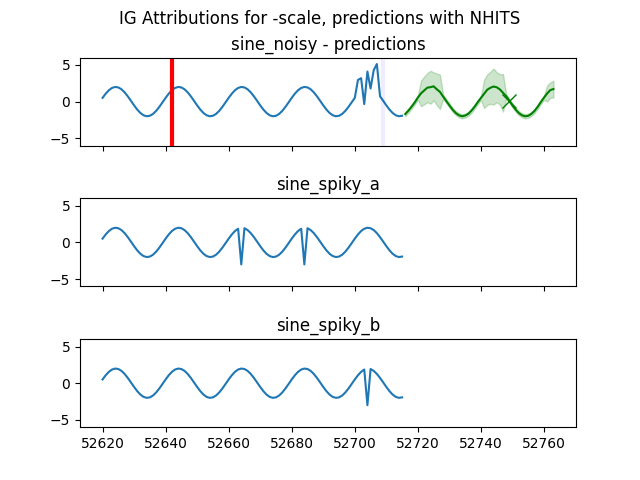 IG Attributions for -scale, predictions with NHITS
sine_noisy - predictions
5
0
−5
sine_spiky_a
5
0
−5
sine_spiky_b
5
0
−5
52620 52640 52660 52680 52700 52720 52740 52760